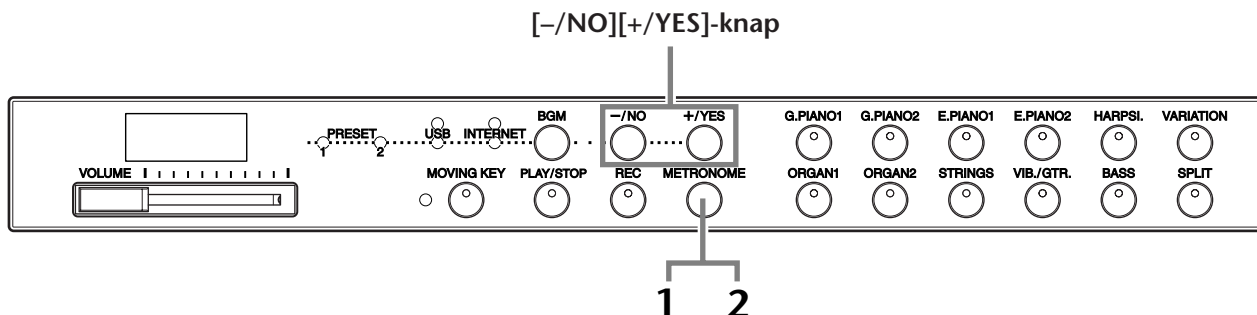 [–/NO][+/YES]-knap
BGM –/NO +/YES G.PIANO1 G.PIANO2 E.PIANO1 E.PIANO2 HARPSI. VARIATION
PRESET USB INTERNET
1 2
VOLUME MOVING KEY PLAY/STOP REC METRONOME ORGAN1 ORGAN2 STRINGS VIB./GTR. BASS SPLIT
1 2